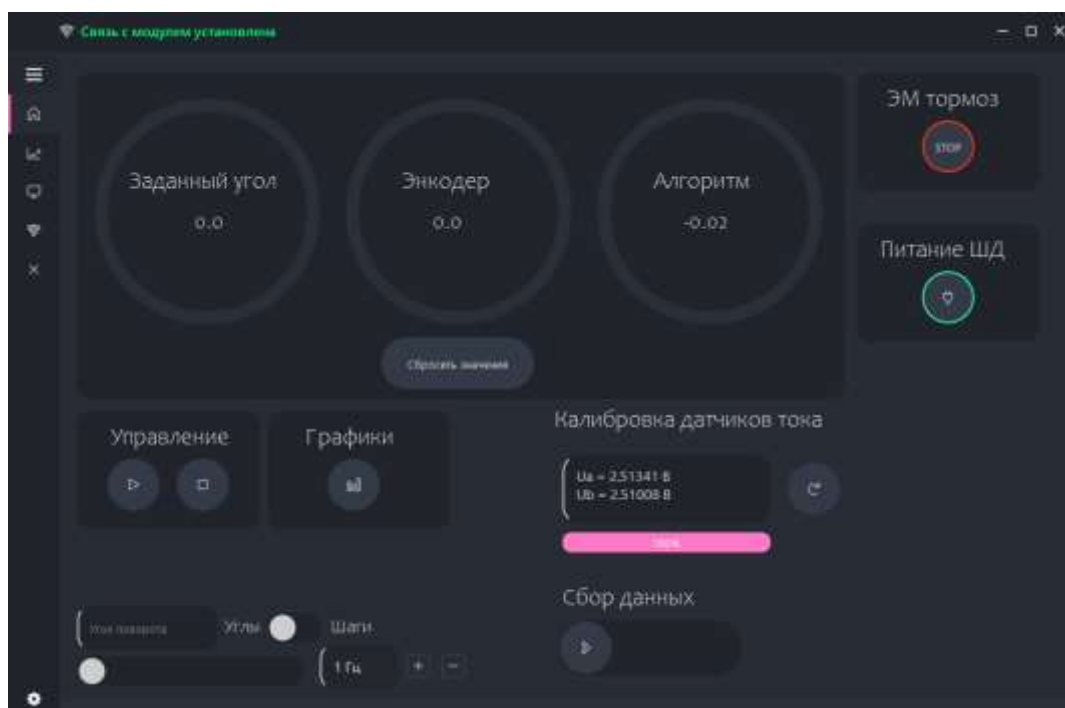 Связь с модулем установлена
ЭМ тормоз
STOP
Заданный угол
0.0
Энкодер
0.0
Алгоритм
-0.02
Питание ШД
Сбросить значения
Управление
Графики
Калибровка датчиков тока
Ua = 2.51341 В
Ub = 2.51008 В
100%
Сбор данных
Угол поворота
Углы
Шаги
1 Гц
+
−